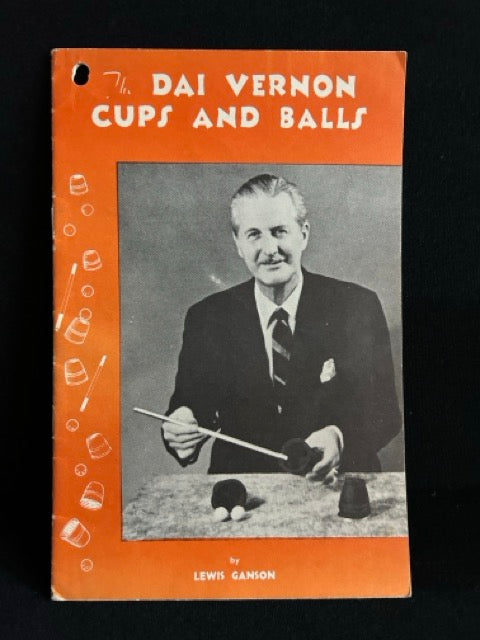 The DAI VERNON
CUPS AND BALLS
by
LEWIS GANSON